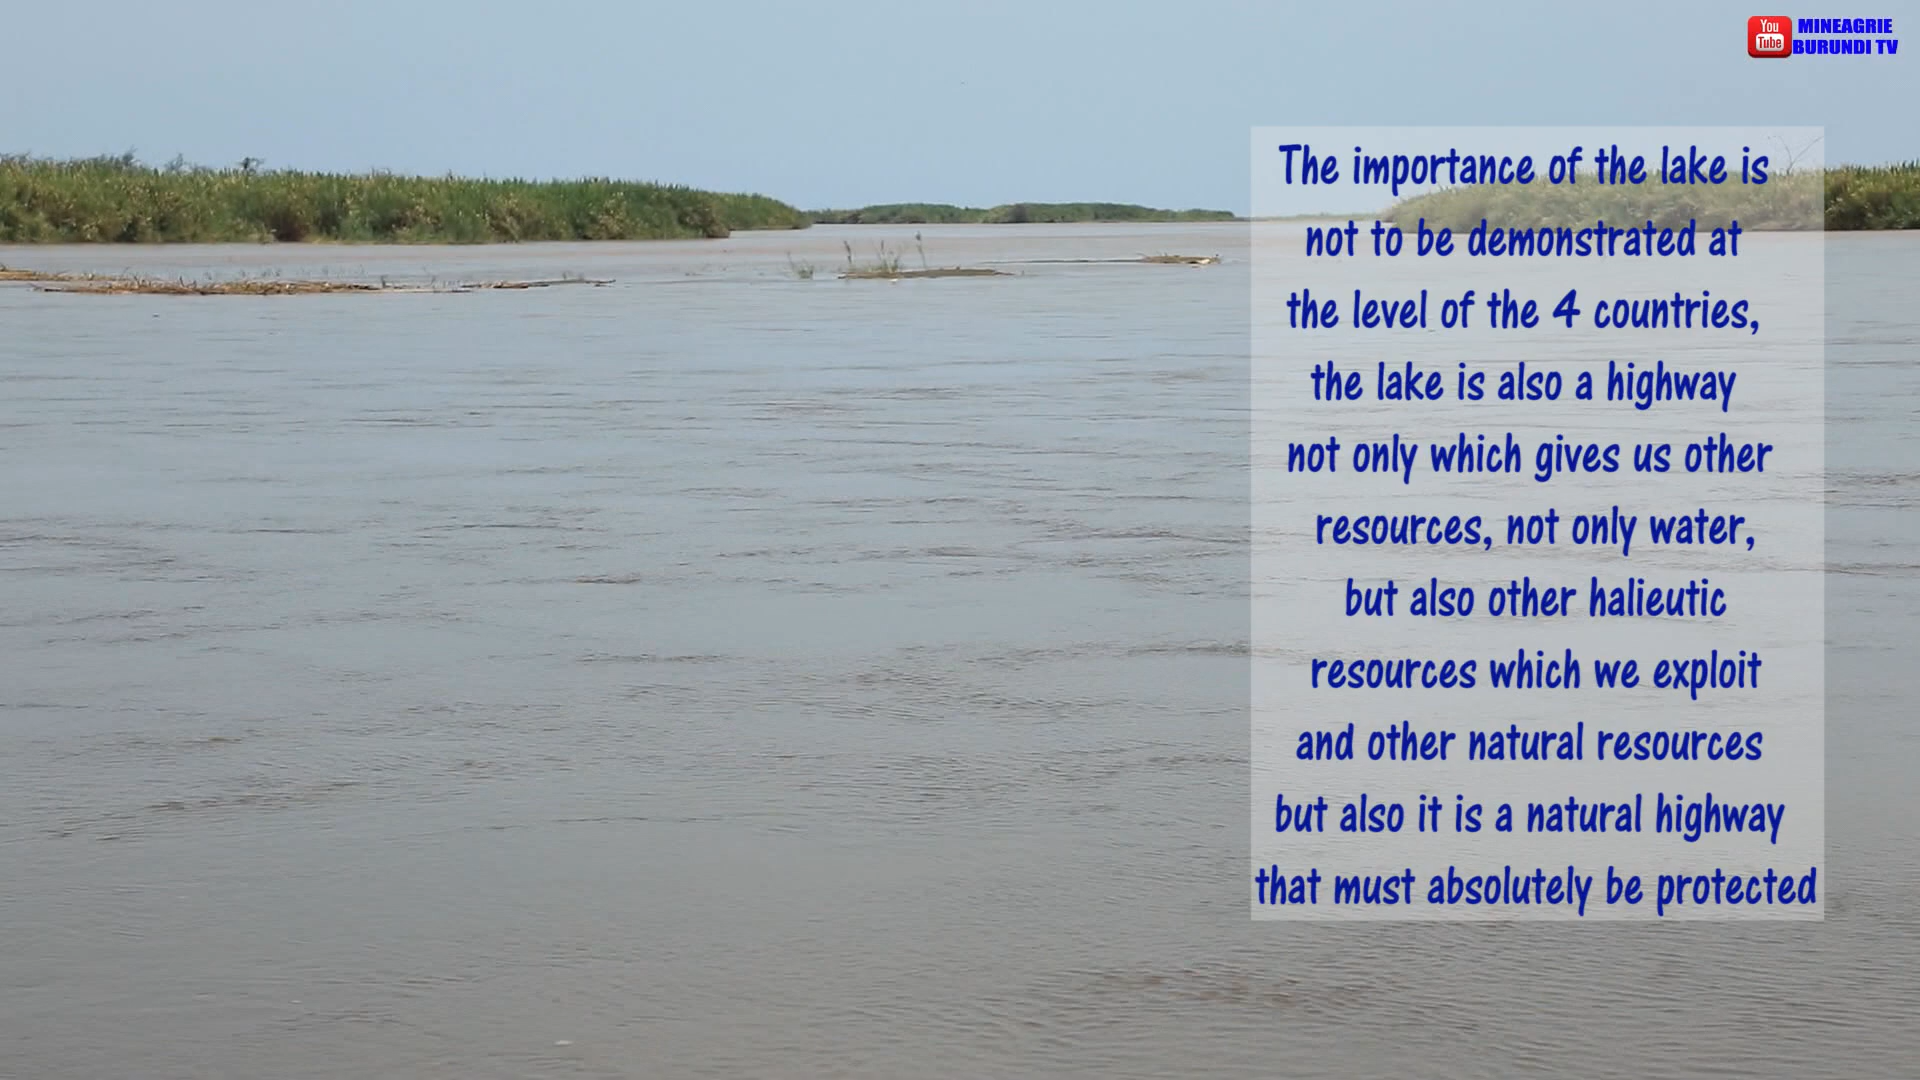 You
Tube
MINEAGRIE
BURUNDI TV
The importance of the lake is
not to be demonstrated at
the level of the 4 countries,
the lake is also a highway
not only which gives us other
resources, not only water,
but also other halieutic
resources which we exploit
and other natural resources
but also it is a natural highway
that must absolutely be protected